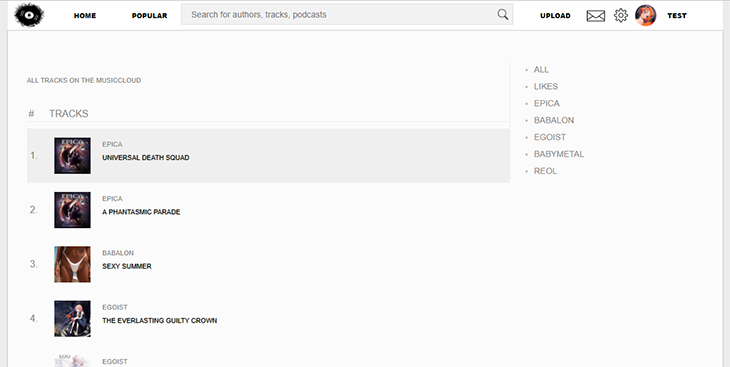 HOME
POPULAR
Search for authors, tracks, podcasts
UPLOAD
TEST
ALL TRACKS ON THE MUSICCLOUD
# TRACKS
1.
EPICA
UNIVERSAL DEATH SQUAD
2.
EPICA
A PHANTASMIC PARADE
3.
BABALON
SEXY SUMMER
4.
EGOIST
THE EVERLASTING GUILTY CROWN
EGOIST
ALL
LIKES
EPICA
BABALON
EGOIST
BABYMETAL
REOL